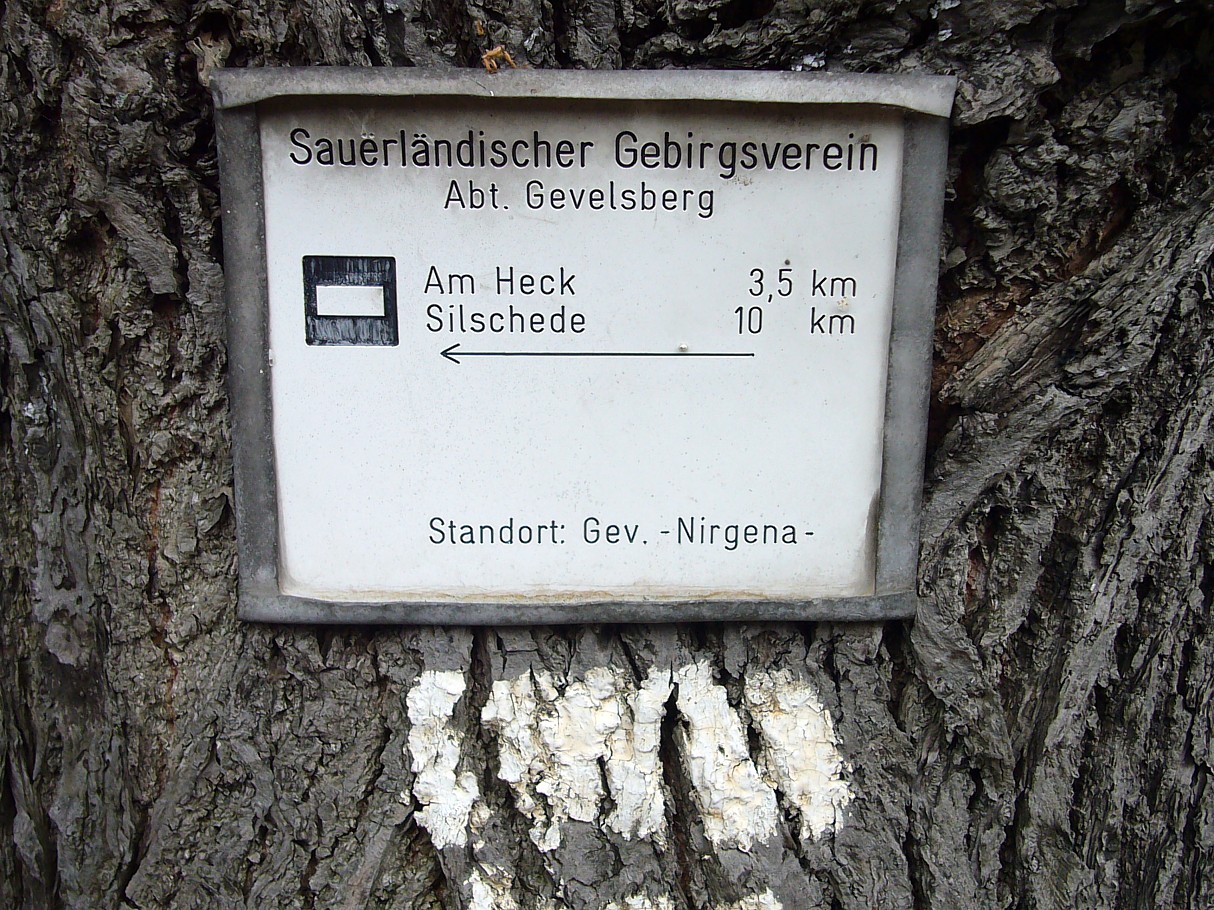 Sauerländischer Gebirgsverein
Abt. Gevelsberg
Am Heck 3,5 km
Silschede 10 km
Standort: Gev. -Nirgena-